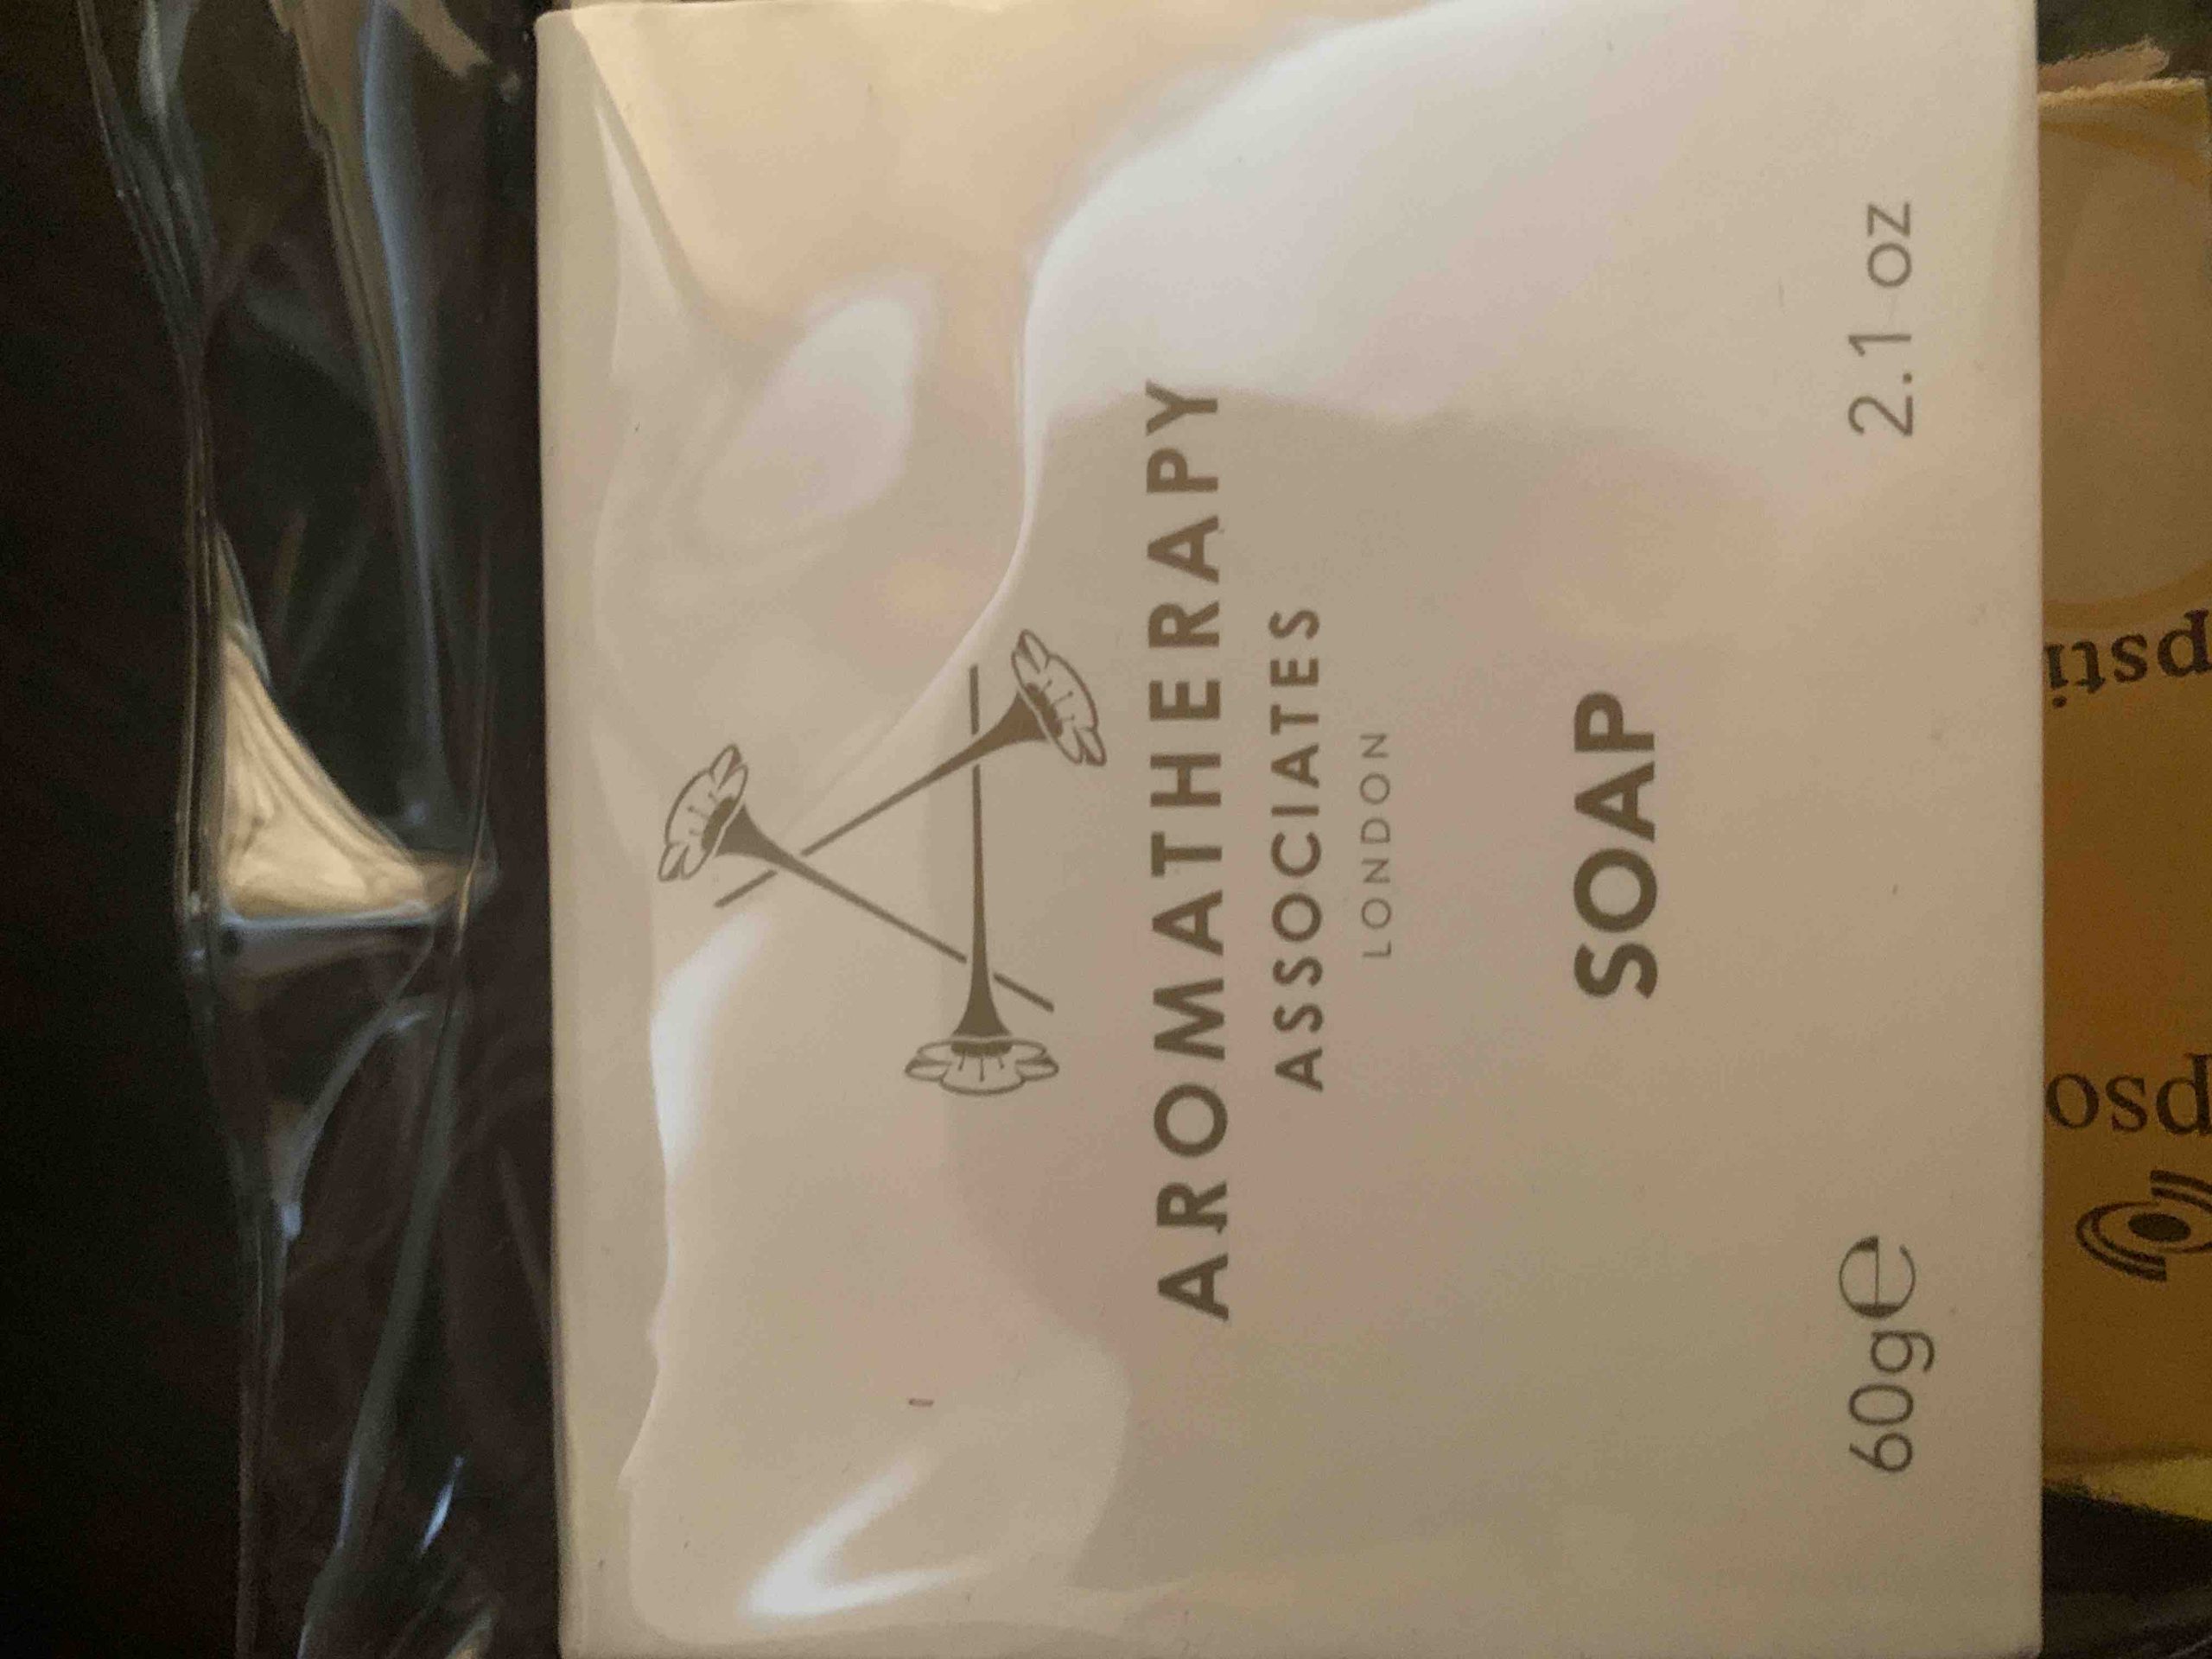 AROMATHERAPY
ASSOCIATES
LONDON
SOAP
60g℮ 2.1 oz